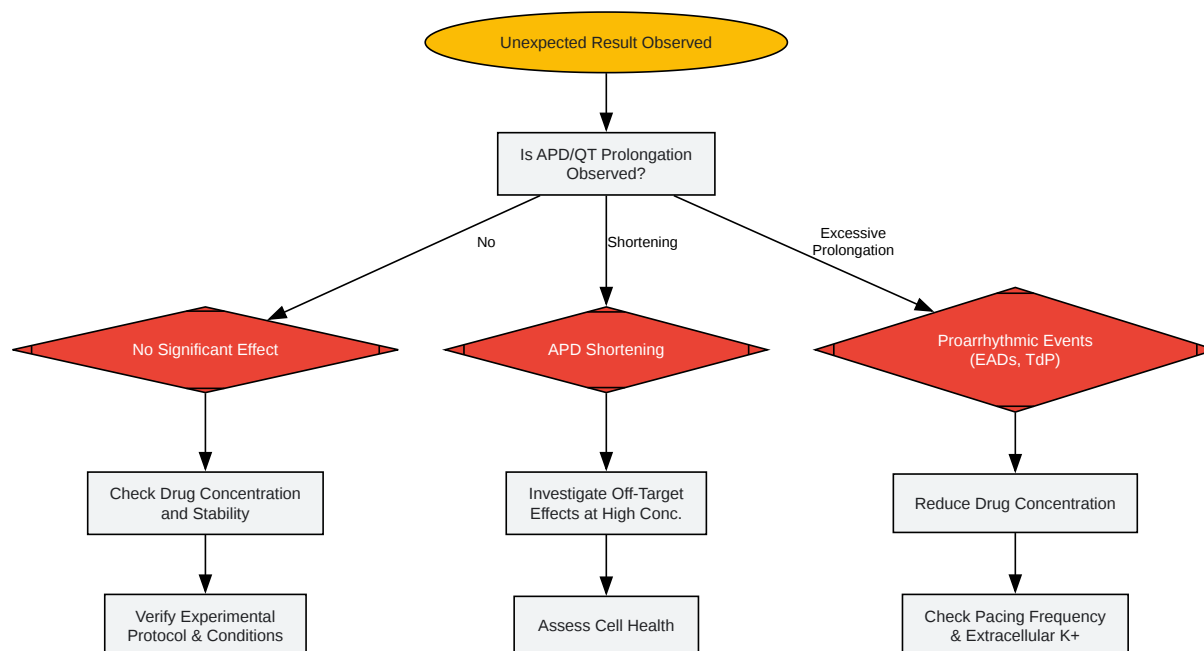 Unexpected Result Observed
Is APD/QT Prolongation
Observed?
No
Shortening
Excessive
Prolongation
No Significant Effect
APD Shortening
Proarrhythmic Events
(EADs, TdP)
Check Drug Concentration
and Stability
Investigate Off-Target
Effects at High Conc.
Reduce Drug Concentration
Verify Experimental
Protocol & Conditions
Assess Cell Health
Check Pacing Frequency
& Extracellular K+